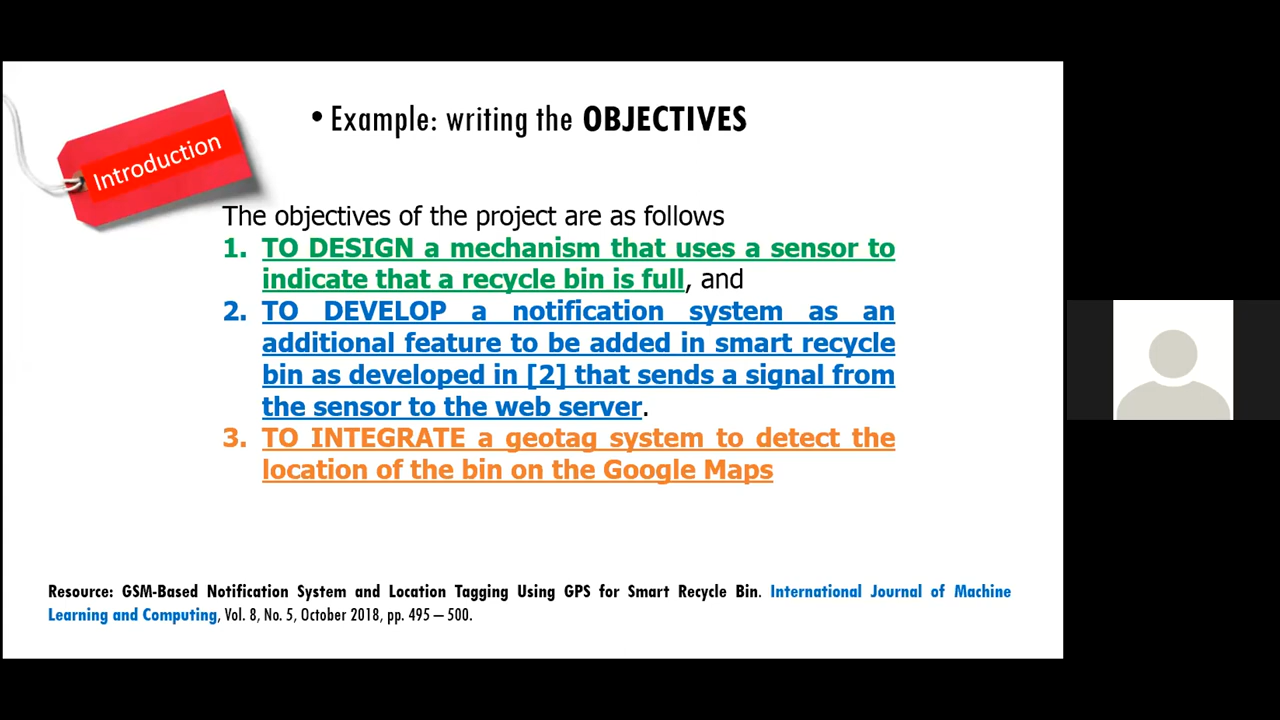 Introduction
• Example: writing the OBJECTIVES
The objectives of the project are as follows
1. TO DESIGN a mechanism that uses a sensor to
indicate that a recycle bin is full, and
2. TO DEVELOP a notification system as an
additional feature to be added in smart recycle
bin as developed in [2] that sends a signal from
the sensor to the web server.
3. TO INTEGRATE a geotag system to detect the
location of the bin on the Google Maps
Resource: GSM-Based Notification System and Location Tagging Using GPS for Smart Recycle Bin. International Journal of Machine
Learning and Computing, Vol. 8, No. 5, October 2018, pp. 495 – 500.